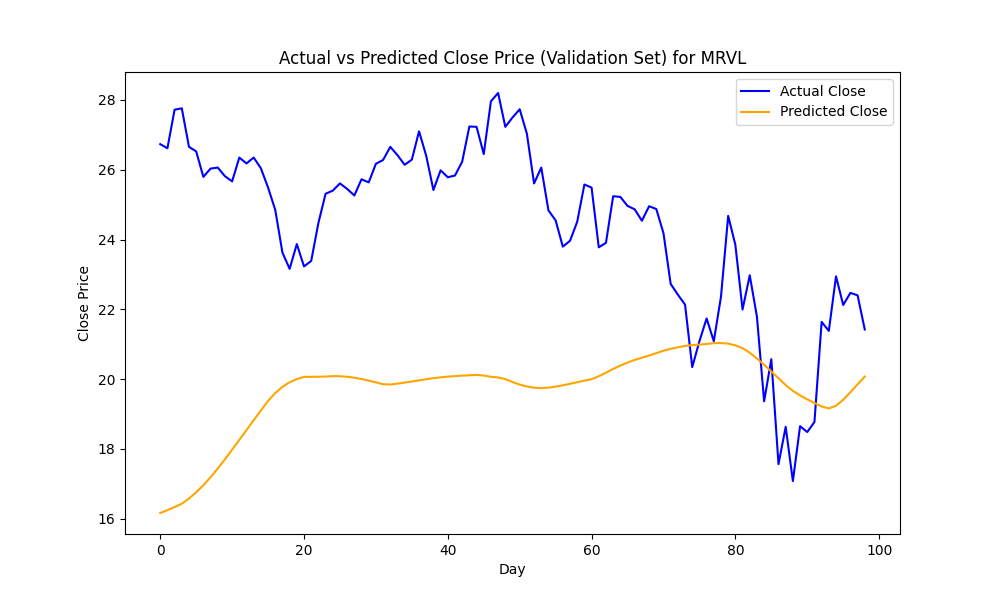 Actual vs Predicted Close Price (Validation Set) for MRVL
Actual Close
Predicted Close
Close Price
28
26
24
22
20
18
16
0 20 40 60 80 100
Day